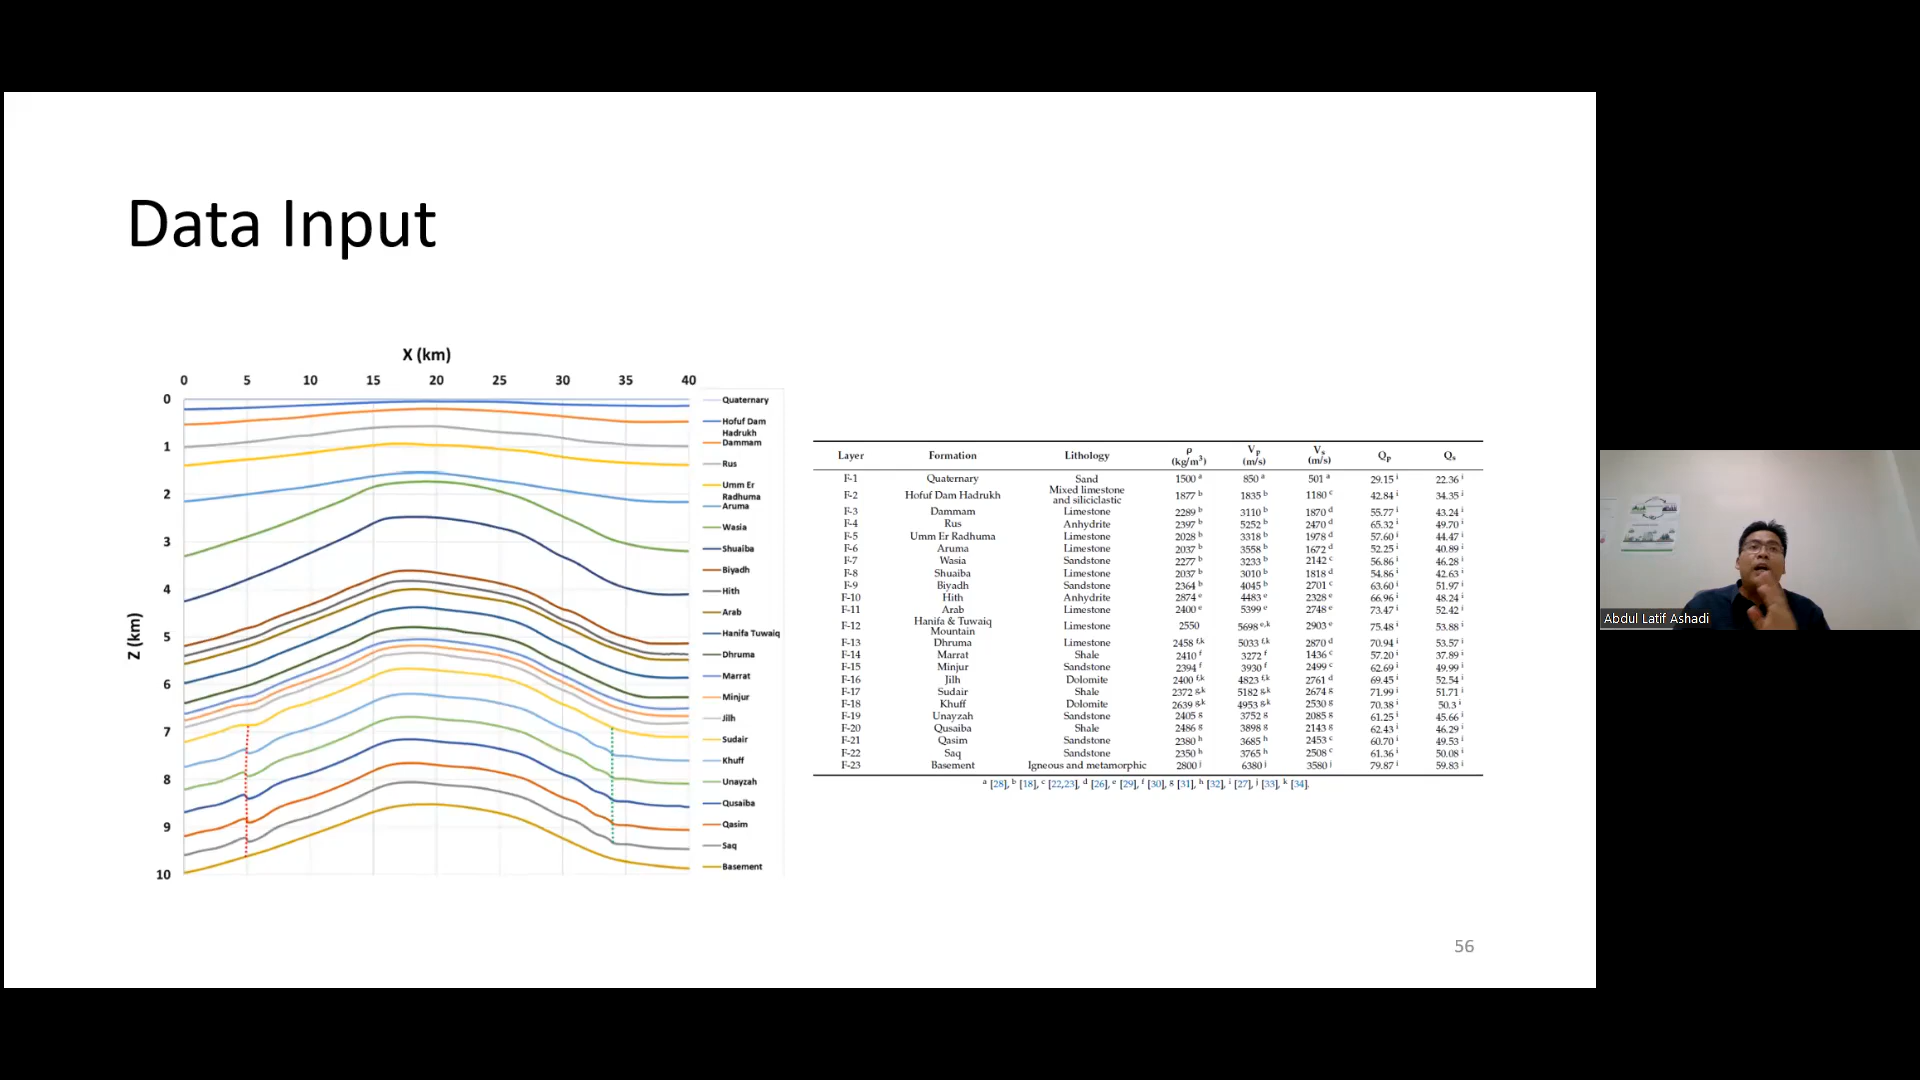 Data Input
X (km)
0 5 10 15 20 25 30 35 40
0
1
2
3
4
5
6
7
8
9
10
Z (km)
Quaternary
Hofuf Dam
Hadrukh
Dammam
Rus
Umm Er
Radhuma
Aruma
Wasia
Shuaiba
Biyadh
Hith
Arab
Hanifa Tuwaiq
Dhruma
Marrat
Minjur
Jilh
Sudair
Khuff
Unayzah
Qusaiba
Qasim
Saq
Basement
Layer Formation Lithology ρ (kg/m³) Vp (m/s) Vs (m/s) Qp Qs
F-1 Quaternary Sand 1500 a 850 a 501 a 29.15 i 22.36 i
F-2 Hofuf Dam Hadrukh Mixed limestone and siliciclastic 1877 b 1835 b 1180 c 42.84 i 34.35 i
F-3 Dammam Limestone 2289 b 3110 b 1870 d 55.77 i 43.24 i
F-4 Rus Anhydrite 2397 b 5252 b 2470 d 65.32 i 49.70 i
F-5 Umm Er Radhuma Limestone 2028 b 3318 b 1978 d 57.60 i 44.47 i
F-6 Aruma Limestone 2037 b 3558 b 1672 d 52.25 i 40.89 i
F-7 Wasia Sandstone 2277 b 3233 b 2142 c 56.86 i 46.28 i
F-8 Shuaiba Limestone 2037 b 3010 b 1818 d 54.86 i 42.63 i
F-9 Biyadh Sandstone 2364 b 4045 b 2701 c 63.60 i 51.97 i
F-10 Hith Anhydrite 2874 e 4483 e 2328 e 66.96 i 48.24 i
F-11 Arab Limestone 2400 e 5399 e 2748 e 73.47 i 52.42 i
F-12 Hanifa & Tuwaiq Mountain Limestone 2550 5698 e,k 2903 e 75.48 i 53.88 i
F-13 Dhruma Limestone 2458 f,k 5033 f,k 2870 d 70.94 i 53.57 i
F-14 Marrat Shale 2410 f 3272 f 1436 c 57.20 i 37.89 i
F-15 Minjur Sandstone 2394 f 3930 f 2499 c 62.69 i 49.99 i
F-16 Jilh Dolomite 2400 f,k 4823 f,k 2761 d 69.45 i 52.54 i
F-17 Sudair Shale 2372 g,k 5182 g,k 2674 g 71.99 i 51.71 i
F-18 Khuff Dolomite 2639 g,k 4953 g,k 2530 g 70.38 i 50.3 i
F-19 Unayzah Sandstone 2405 g 3752 g 2085 g 61.25 i 45.66 i
F-20 Qusaiba Shale 2486 g 3898 g 2143 g 62.43 i 46.29 i
F-21 Qasim Sandstone 2380 h 3685 h 2453 c 60.70 i 49.53 i
F-22 Saq Sandstone 2350 h 3765 h 2508 c 61.36 i 50.08 i
F-23 Basement Igneous and metamorphic 2800 j 6380 j 3580 j 79.87 i 59.83 i
a [28], b [18], c [22,23], d [26], e [29], f [30], g [31], h [32], i [27], j [33], k [34].
56
Abdul Latif Ashadi